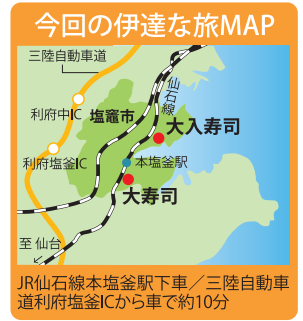 今回の伊達な旅MAP
三陸自動車道
仙石線
利府中IC
塩竈市
大入寿司
利府塩釜IC
本塩釜駅
大寿司
至 仙台
JR仙石線本塩釜駅下車／三陸自動車
道利府塩釜ICから車で約10分